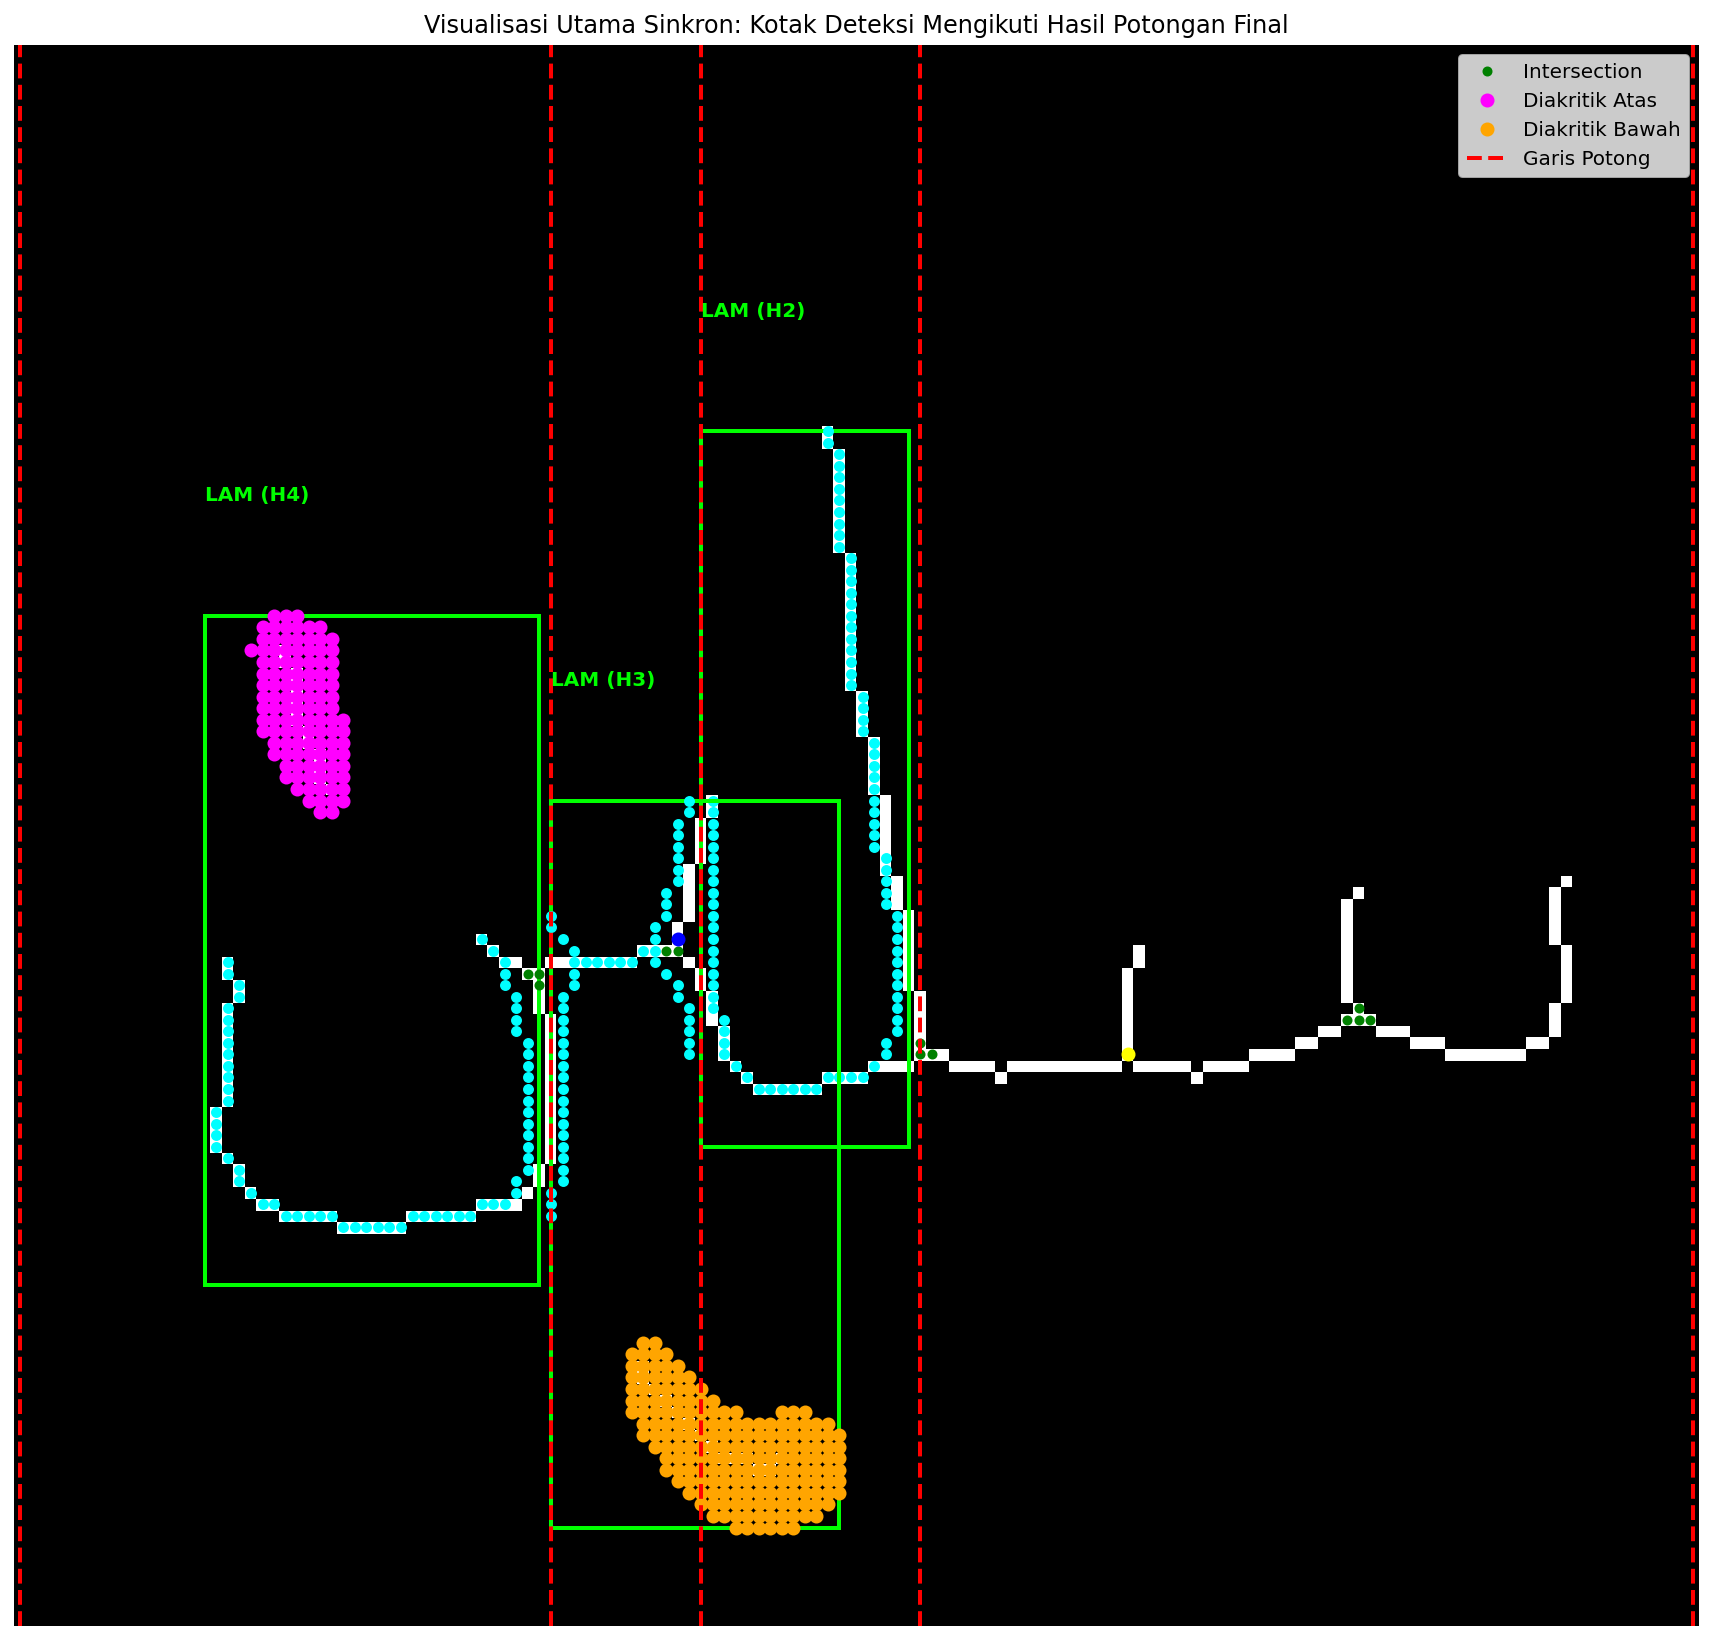 Visualisasi Utama Sinkron: Kotak Deteksi Mengikuti Hasil Potongan Final
Intersection
Diakritik Atas
Diakritik Bawah
Garis Potong
LAM (H2)
LAM (H4)
LAM (H3)